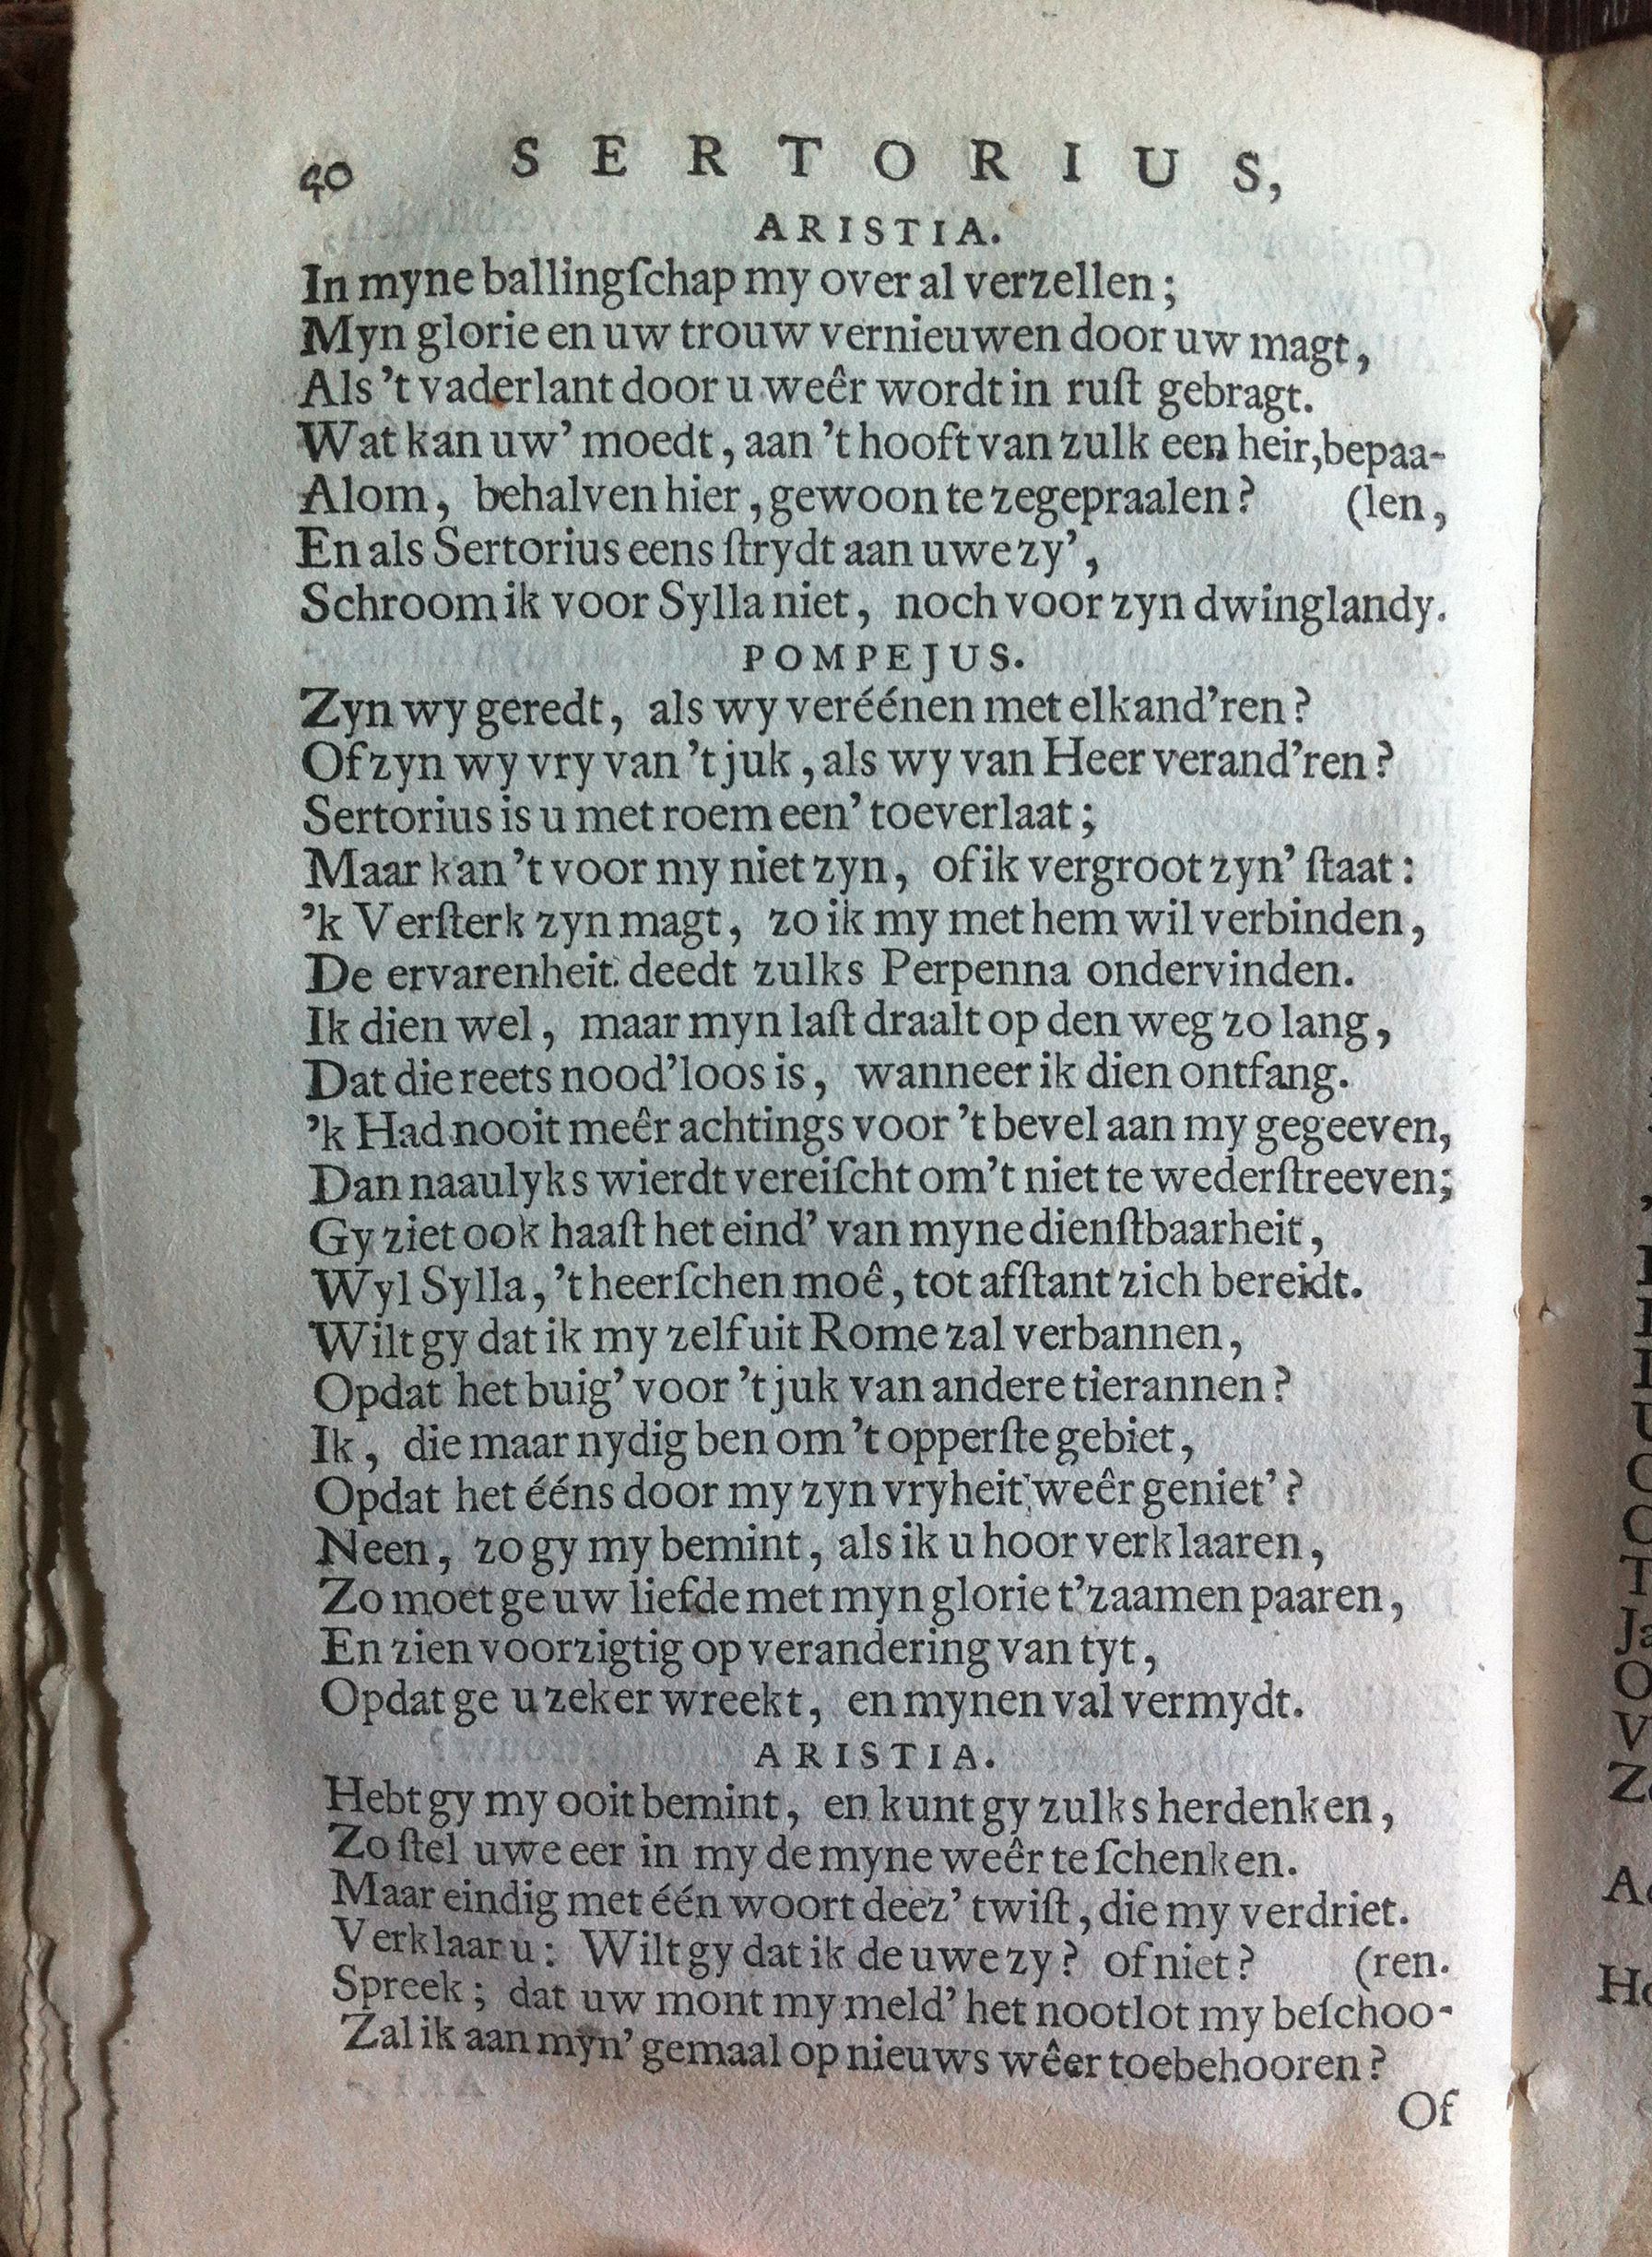 40 SERTORIUS,
ARISTIA.
In myne ballingſchap my over al verzellen;
Myn glorie en uw trouw vernieuwen door uw magt,
Als 't vaderlant door u weêr wordt in ruſt gebragt.
Wat kan uw' moedt, aan 't hooft van zulk een heir, bepaa-
Alom, behalven hier, gewoon te zegepraalen? (len,
En als Sertorius eens ſtrydt aan uwe zy',
Schroom ik voor Sylla niet, noch voor zyn dwinglandy.
POMPEJUS.
Zyn wy geredt, als wy veréénen met elkand'ren?
Of zyn wy vry van 't juk, als wy van Heer verand'ren?
Sertorius is u met roem een' toeverlaat;
Maar kan 't voor my niet zyn, of ik vergroot zyn' ſtaat:
'k Verſterk zyn magt, zo ik my met hem wil verbinden,
De ervarenheit deedt zulks Perpenna ondervinden.
Ik dien wel, maar myn laſt draalt op den weg zo lang,
Dat die reets nood'loos is, wanneer ik dien ontfang.
'k Had nooit meêr achtings voor 't bevel aan my gegeeven,
Dan naaulyks wierdt vereiſcht om 't niet te wederſtreeven;
Gy ziet ook haaſt het eind' van myne dienſtbaarheit,
Wyl Sylla, 't heerſchen moê, tot afſtant zich bereidt.
Wilt gy dat ik my zelf uit Rome zal verbannen,
Opdat het buig' voor 't juk van andere tierannen?
Ik, die maar nydig ben om 't opperſte gebiet,
Opdat het ééns door my zyn vryheit weêr geniet'?
Neen, zo gy my bemint, als ik u hoor verklaaren,
Zo moet ge uw liefde met myn glorie t'zaamen paaren,
En zien voorzigtig op verandering van tyt,
Opdat ge u zeker wreekt, en mynen val vermydt.
ARISTIA.
Hebt gy my ooit bemint, en kunt gy zulks herdenken,
Zo ſtel uwe eer in my de myne weêr te ſchenken.
Maar eindig met één woort deez' twiſt, die my verdriet.
Verklaar u: Wilt gy dat ik de uwe zy? of niet? (ren.
Spreek; dat uw mont my meld' het nootlot my beſchoo-
Zal ik aan myn' gemaal op nieuws wêer toebehooren?
Of